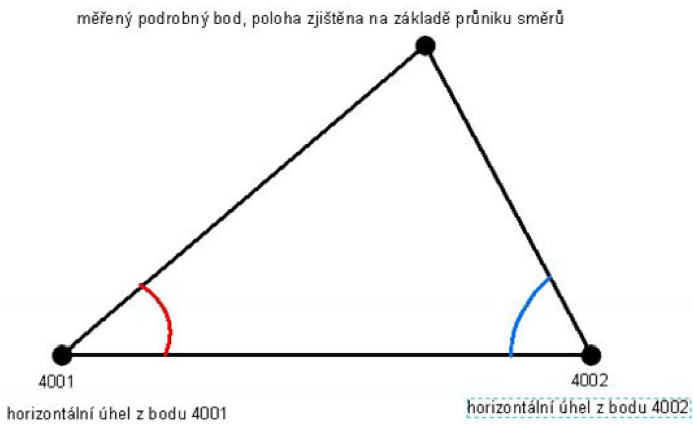 měřený podrobný bod, poloha zjištěna na základě průniku směrů
4001
4002
horizontální úhel z bodu 4001
horizontální úhel z bodu 4002